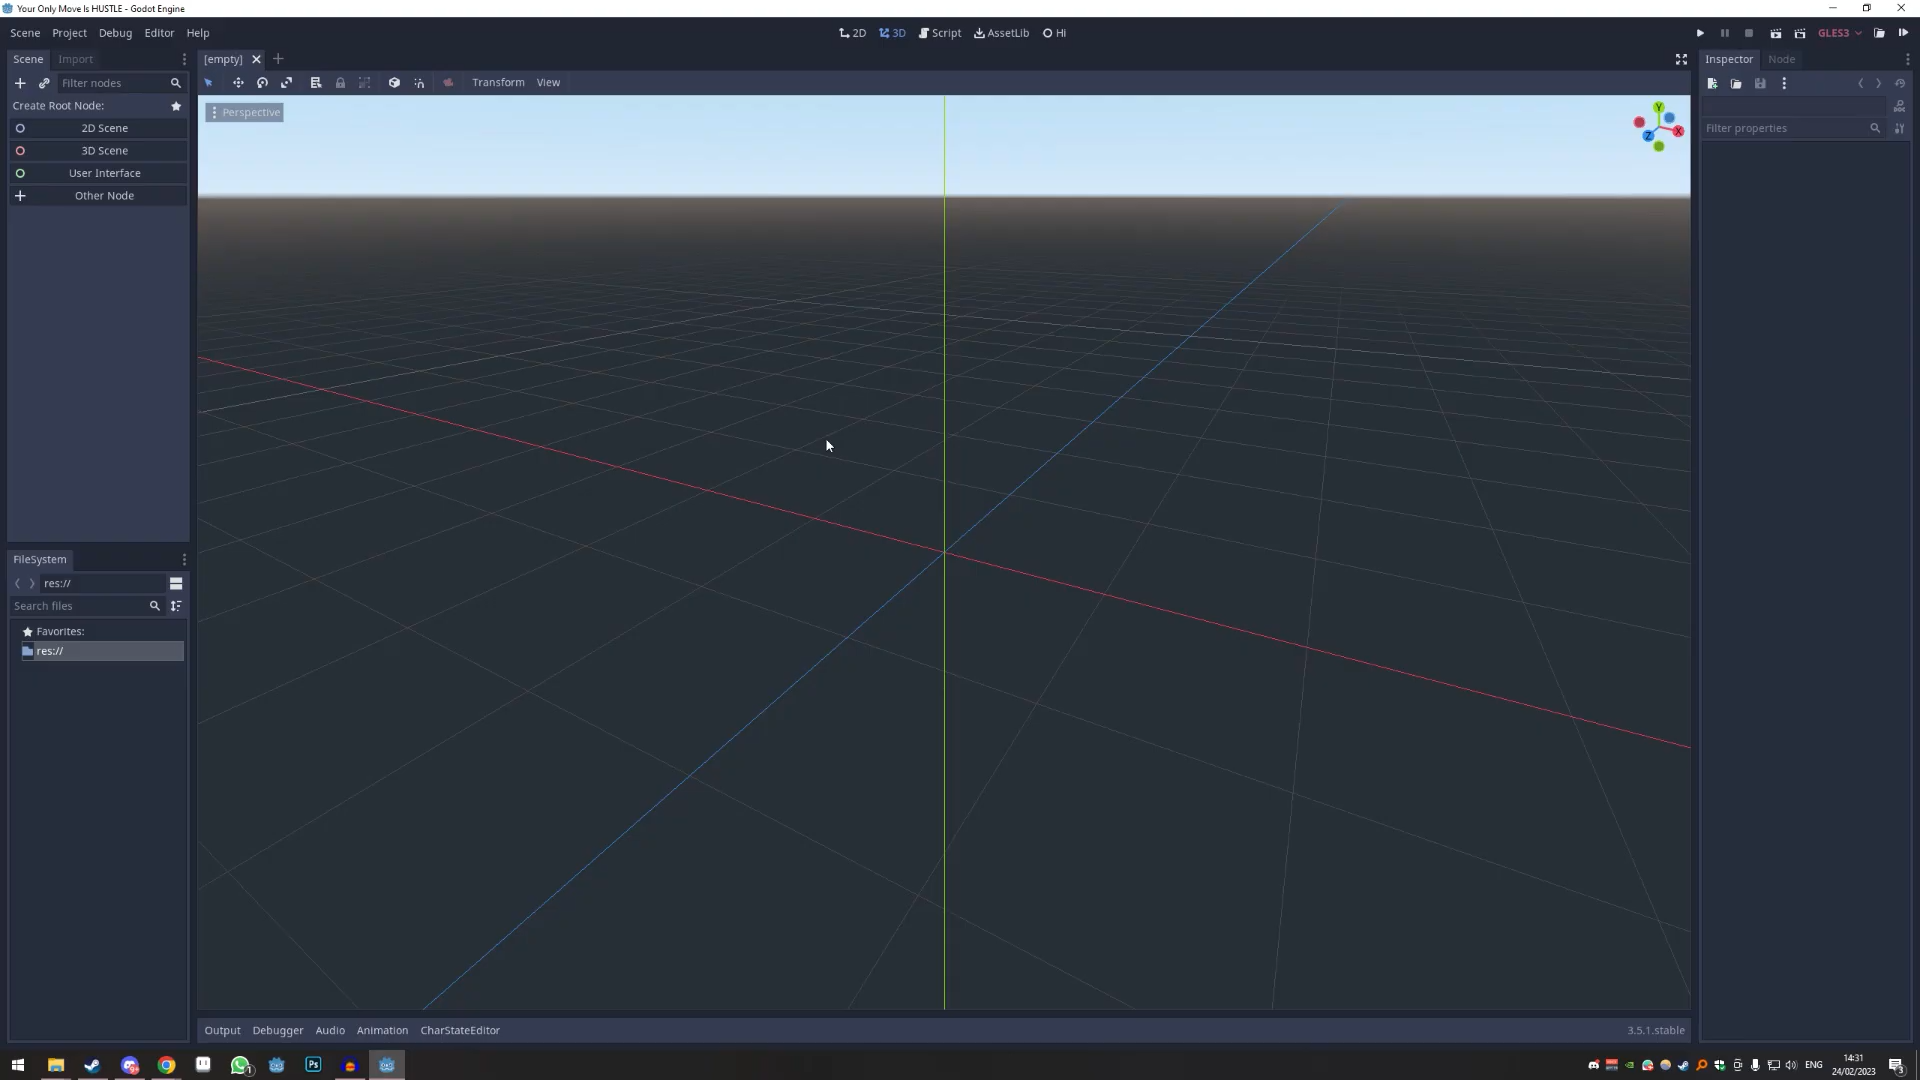 Your Only Move Is HUSTLE - Godot Engine
Scene Project Debug Editor Help
2D 3D Script AssetLib Hi
GLES3
Scene Import
[empty]
Inspector Node
Filter nodes
Transform View
Create Root Node:
Perspective
Y
X
Z
2D Scene
Filter properties
3D Scene
User Interface
Other Node
FileSystem
res://
Search files
Favorites:
res://
Output Debugger Audio Animation CharStateEditor
3.5.1.stable
Ps
ENG
14:31
24/02/2023